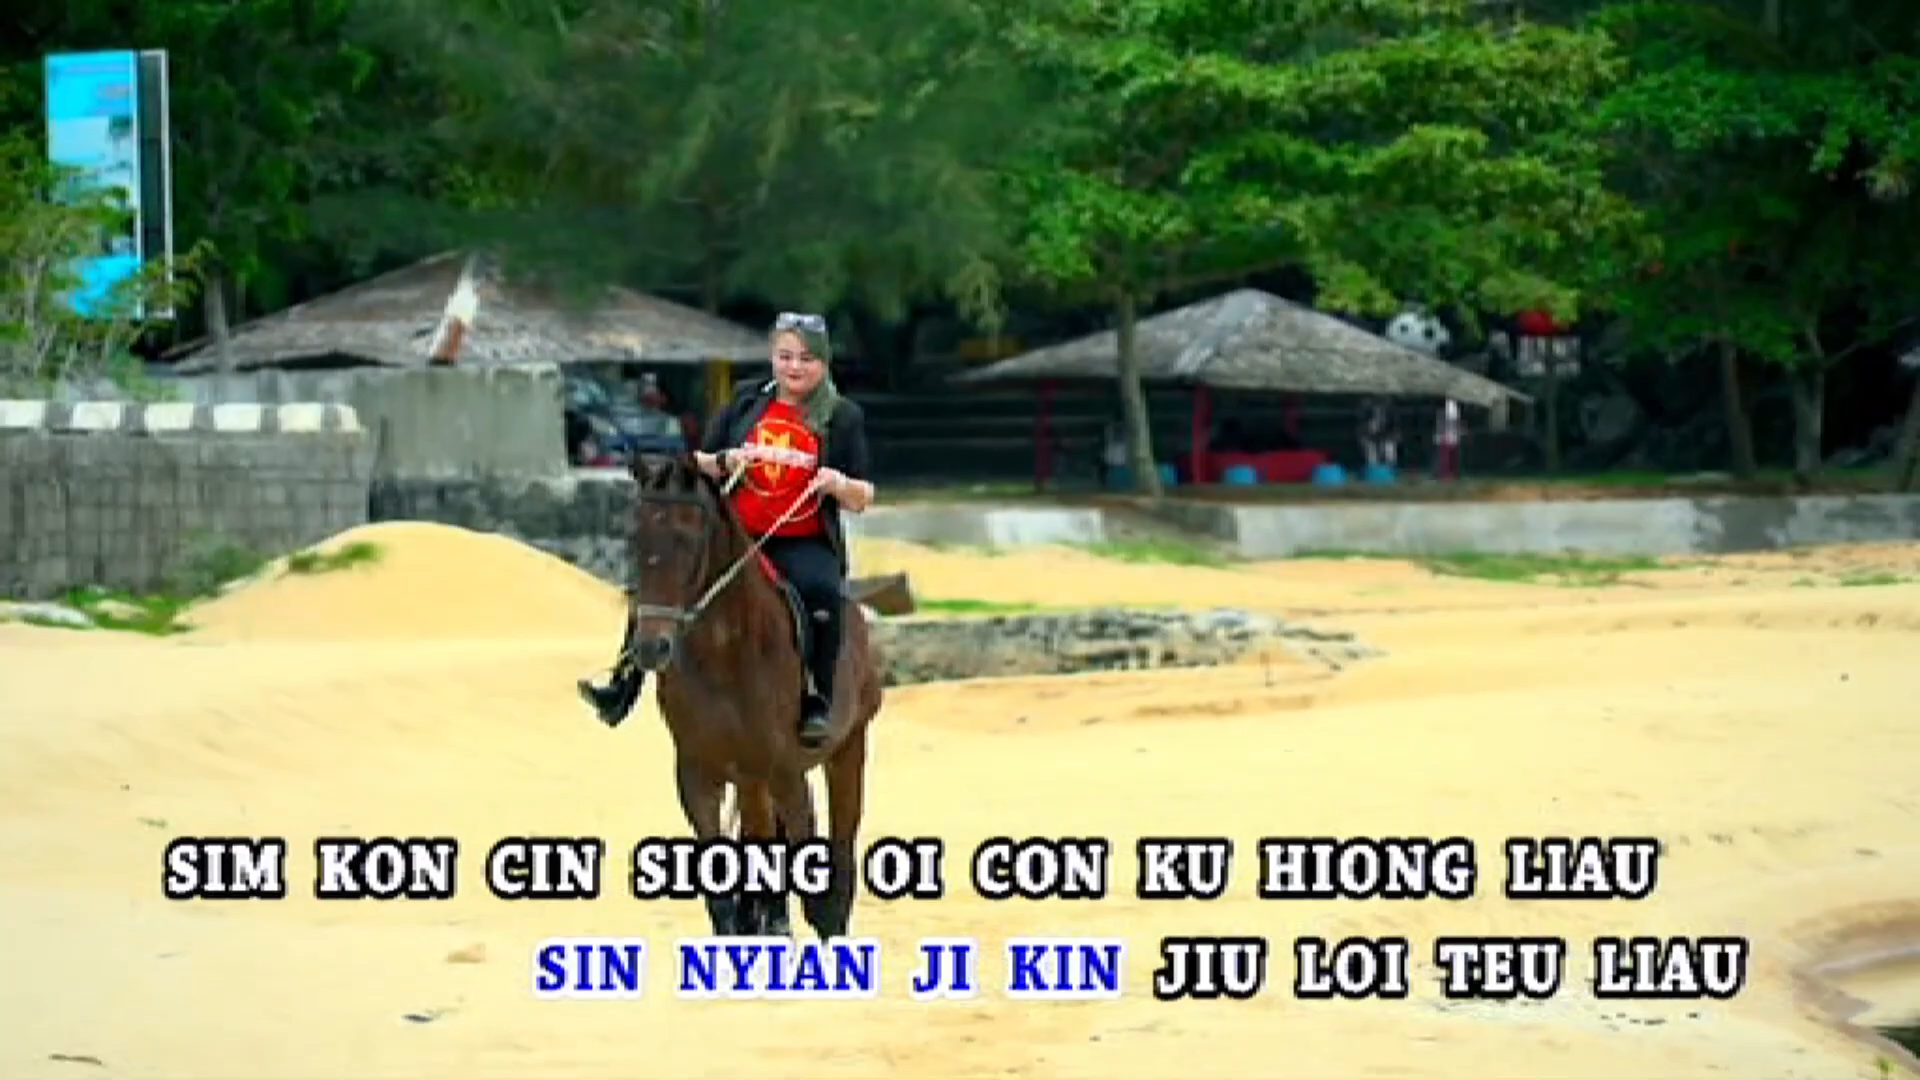 SIM KON CIN SIONG OI CON KU HIONG LIAU
SIN NYIAN JI KIN JIU LOI TEU LIAU